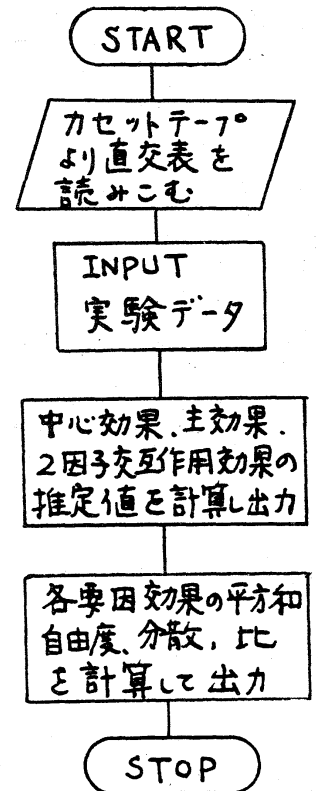 START
カセットテープ
より直交表を
読みこむ
INPUT
実験データ
中心効果、主効果、
2因子交互作用効果の
推定値を計算し出力
各要因効果の平方和
自由度、分散、比
を計算して出力
STOP